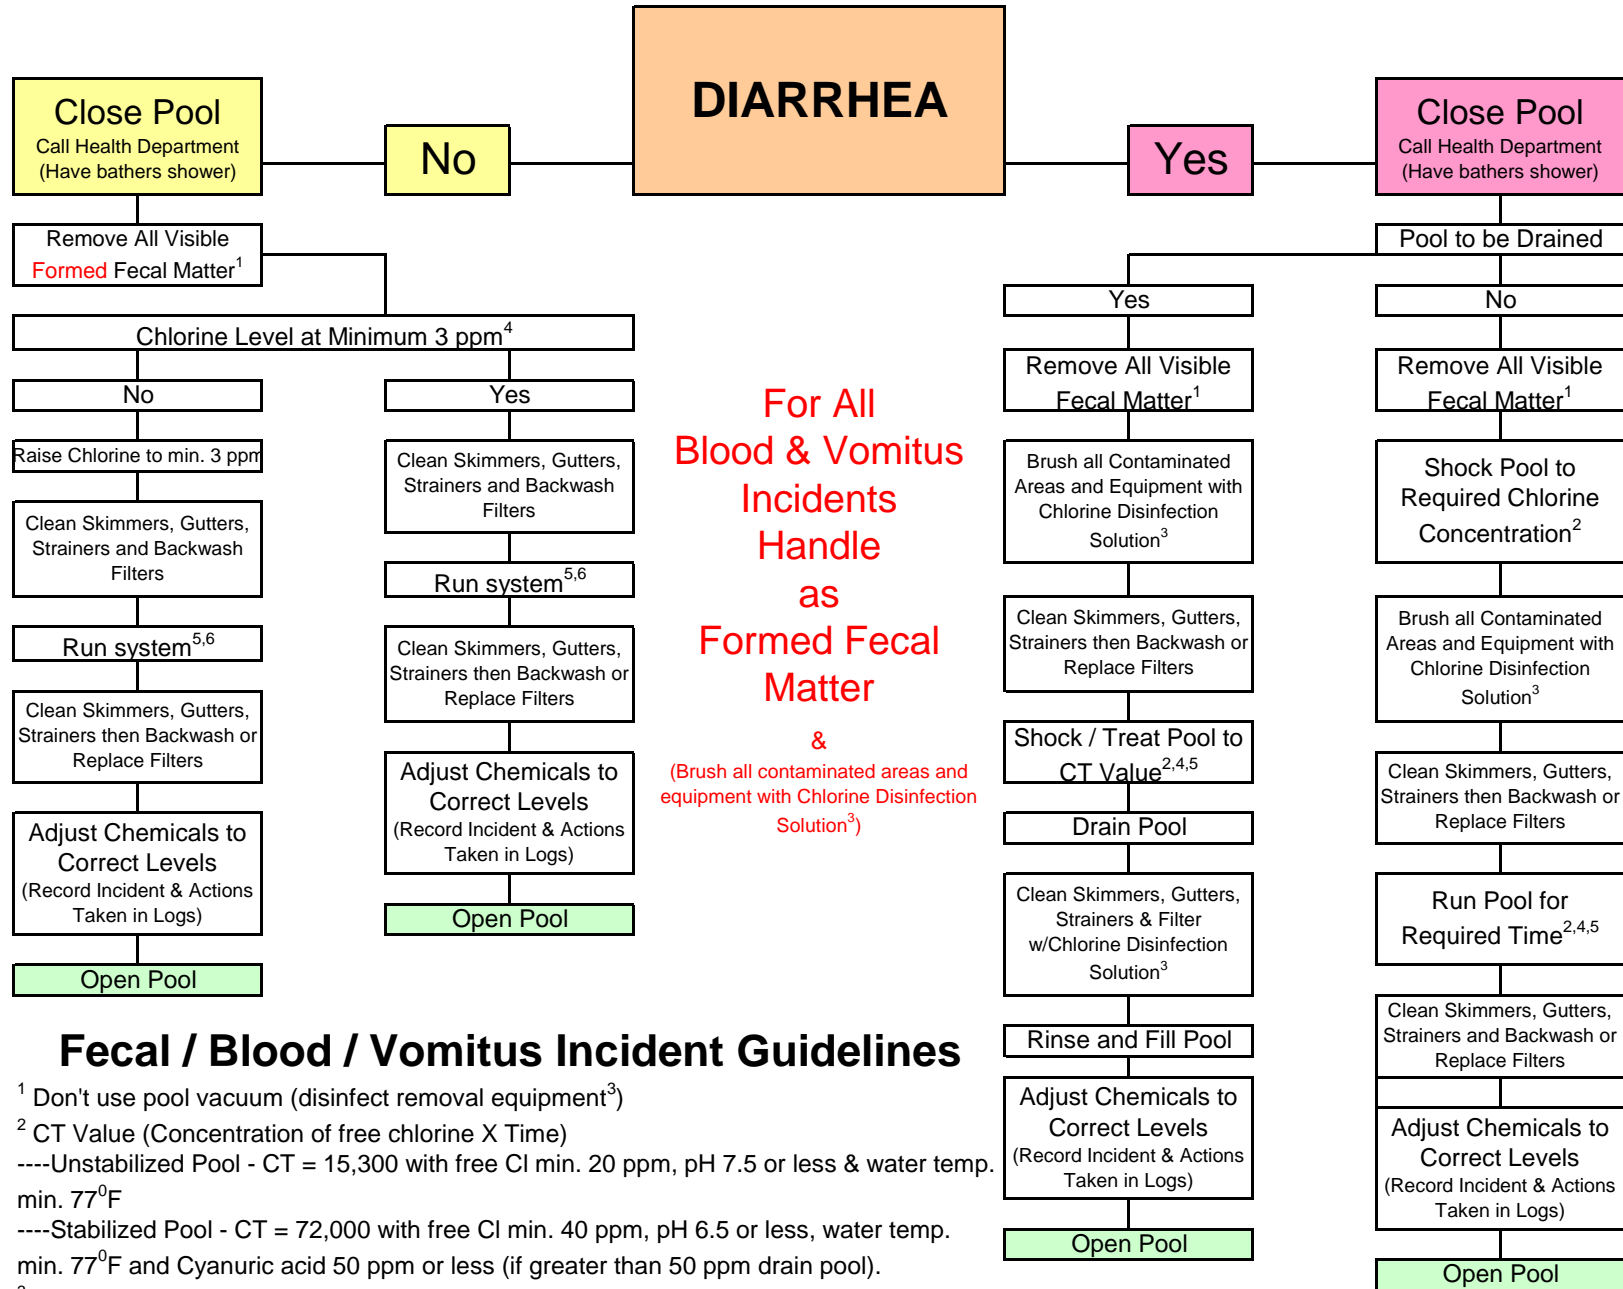 DIARRHEA
Close Pool
Call Health Department
(Have bathers shower)
No
Yes
Close Pool
Call Health Department
(Have bathers shower)
Remove All Visible
Formed Fecal Matter1
Chlorine Level at Minimum 3 ppm4
No
Raise Chlorine to min. 3 ppm
Clean Skimmers, Gutters,
Strainers and Backwash
Filters
Run system5,6
Clean Skimmers, Gutters,
Strainers then Backwash or
Replace Filters
Adjust Chemicals to
Correct Levels
(Record Incident & Actions
Taken in Logs)
Open Pool
Yes
Clean Skimmers, Gutters,
Strainers and Backwash
Filters
Run system5,6
Clean Skimmers, Gutters,
Strainers then Backwash or
Replace Filters
Adjust Chemicals to
Correct Levels
(Record Incident & Actions
Taken in Logs)
Open Pool
For All
Blood & Vomitus
Incidents
Handle
as
Formed Fecal
Matter
&
(Brush all contaminated areas and
equipment with Chlorine Disinfection
Solution3)
Pool to be Drained
Yes
Remove All Visible
Fecal Matter1
Brush all Contaminated
Areas and Equipment with
Chlorine Disinfection
Solution3
Clean Skimmers, Gutters,
Strainers then Backwash or
Replace Filters
Shock / Treat Pool to
CT Value2,4,5
Drain Pool
Clean Skimmers, Gutters,
Strainers & Filter
w/Chlorine Disinfection
Solution3
Rinse and Fill Pool
Adjust Chemicals to
Correct Levels
(Record Incident & Actions
Taken in Logs)
Open Pool
No
Remove All Visible
Fecal Matter1
Shock Pool to
Required Chlorine
Concentration2
Brush all Contaminated
Areas and Equipment with
Chlorine Disinfection
Solution3
Clean Skimmers, Gutters,
Strainers then Backwash or
Replace Filters
Run Pool for
Required Time2,4,5
Clean Skimmers, Gutters,
Strainers and Backwash or
Replace Filters
Adjust Chemicals to
Correct Levels
(Record Incident & Actions
Taken in Logs)
Open Pool
Fecal / Blood / Vomitus Incident Guidelines
1 Don't use pool vacuum (disinfect removal equipment3)
2 CT Value (Concentration of free chlorine X Time)
----Unstabilized Pool - CT = 15,300 with free Cl min. 20 ppm, pH 7.5 or less & water temp.
min. 77⁰F
----Stabilized Pool - CT = 72,000 with free Cl min. 40 ppm, pH 6.5 or less, water temp.
min. 77⁰F and Cyanuric acid 50 ppm or less (if greater than 50 ppm drain pool).